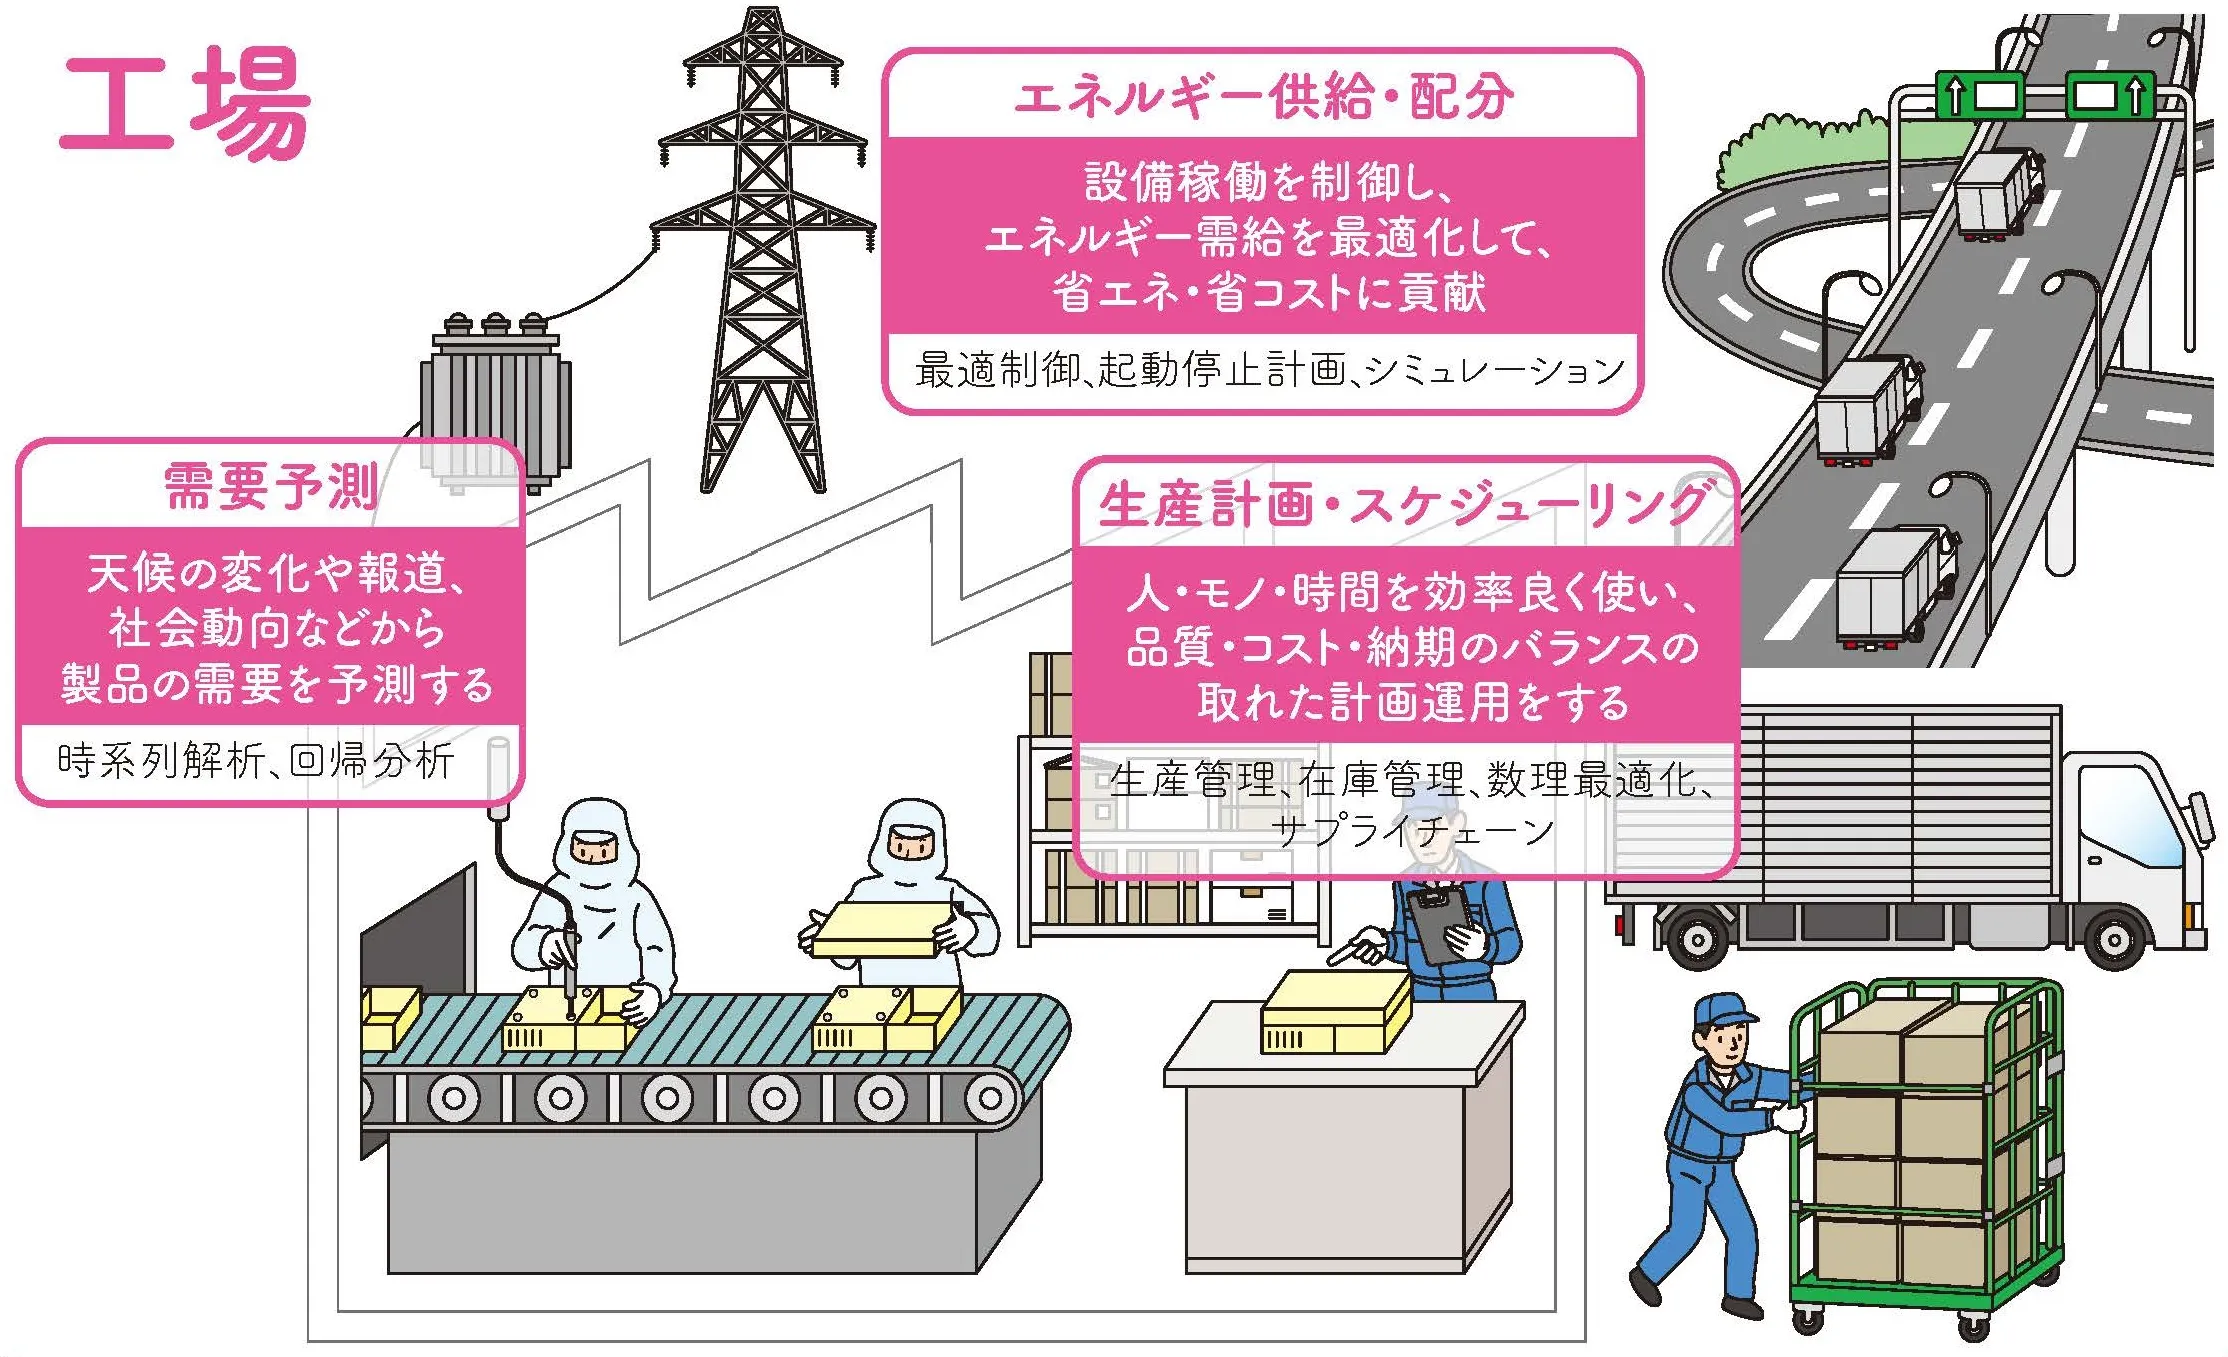 工場
エネルギー供給・配分
設備稼働を制御し、
エネルギー需給を最適化して、
省エネ・省コストに貢献
最適制御、起動停止計画、シミュレーション
需要予測
天候の変化や報道、
社会動向などから
製品の需要を予測する
時系列解析、回帰分析
生産計画・スケジューリング
人・モノ・時間を効率良く使い、
品質・コスト・納期のバランスの
取れた計画運用をする
生産管理、在庫管理、数理最適化、
サプライチェーン